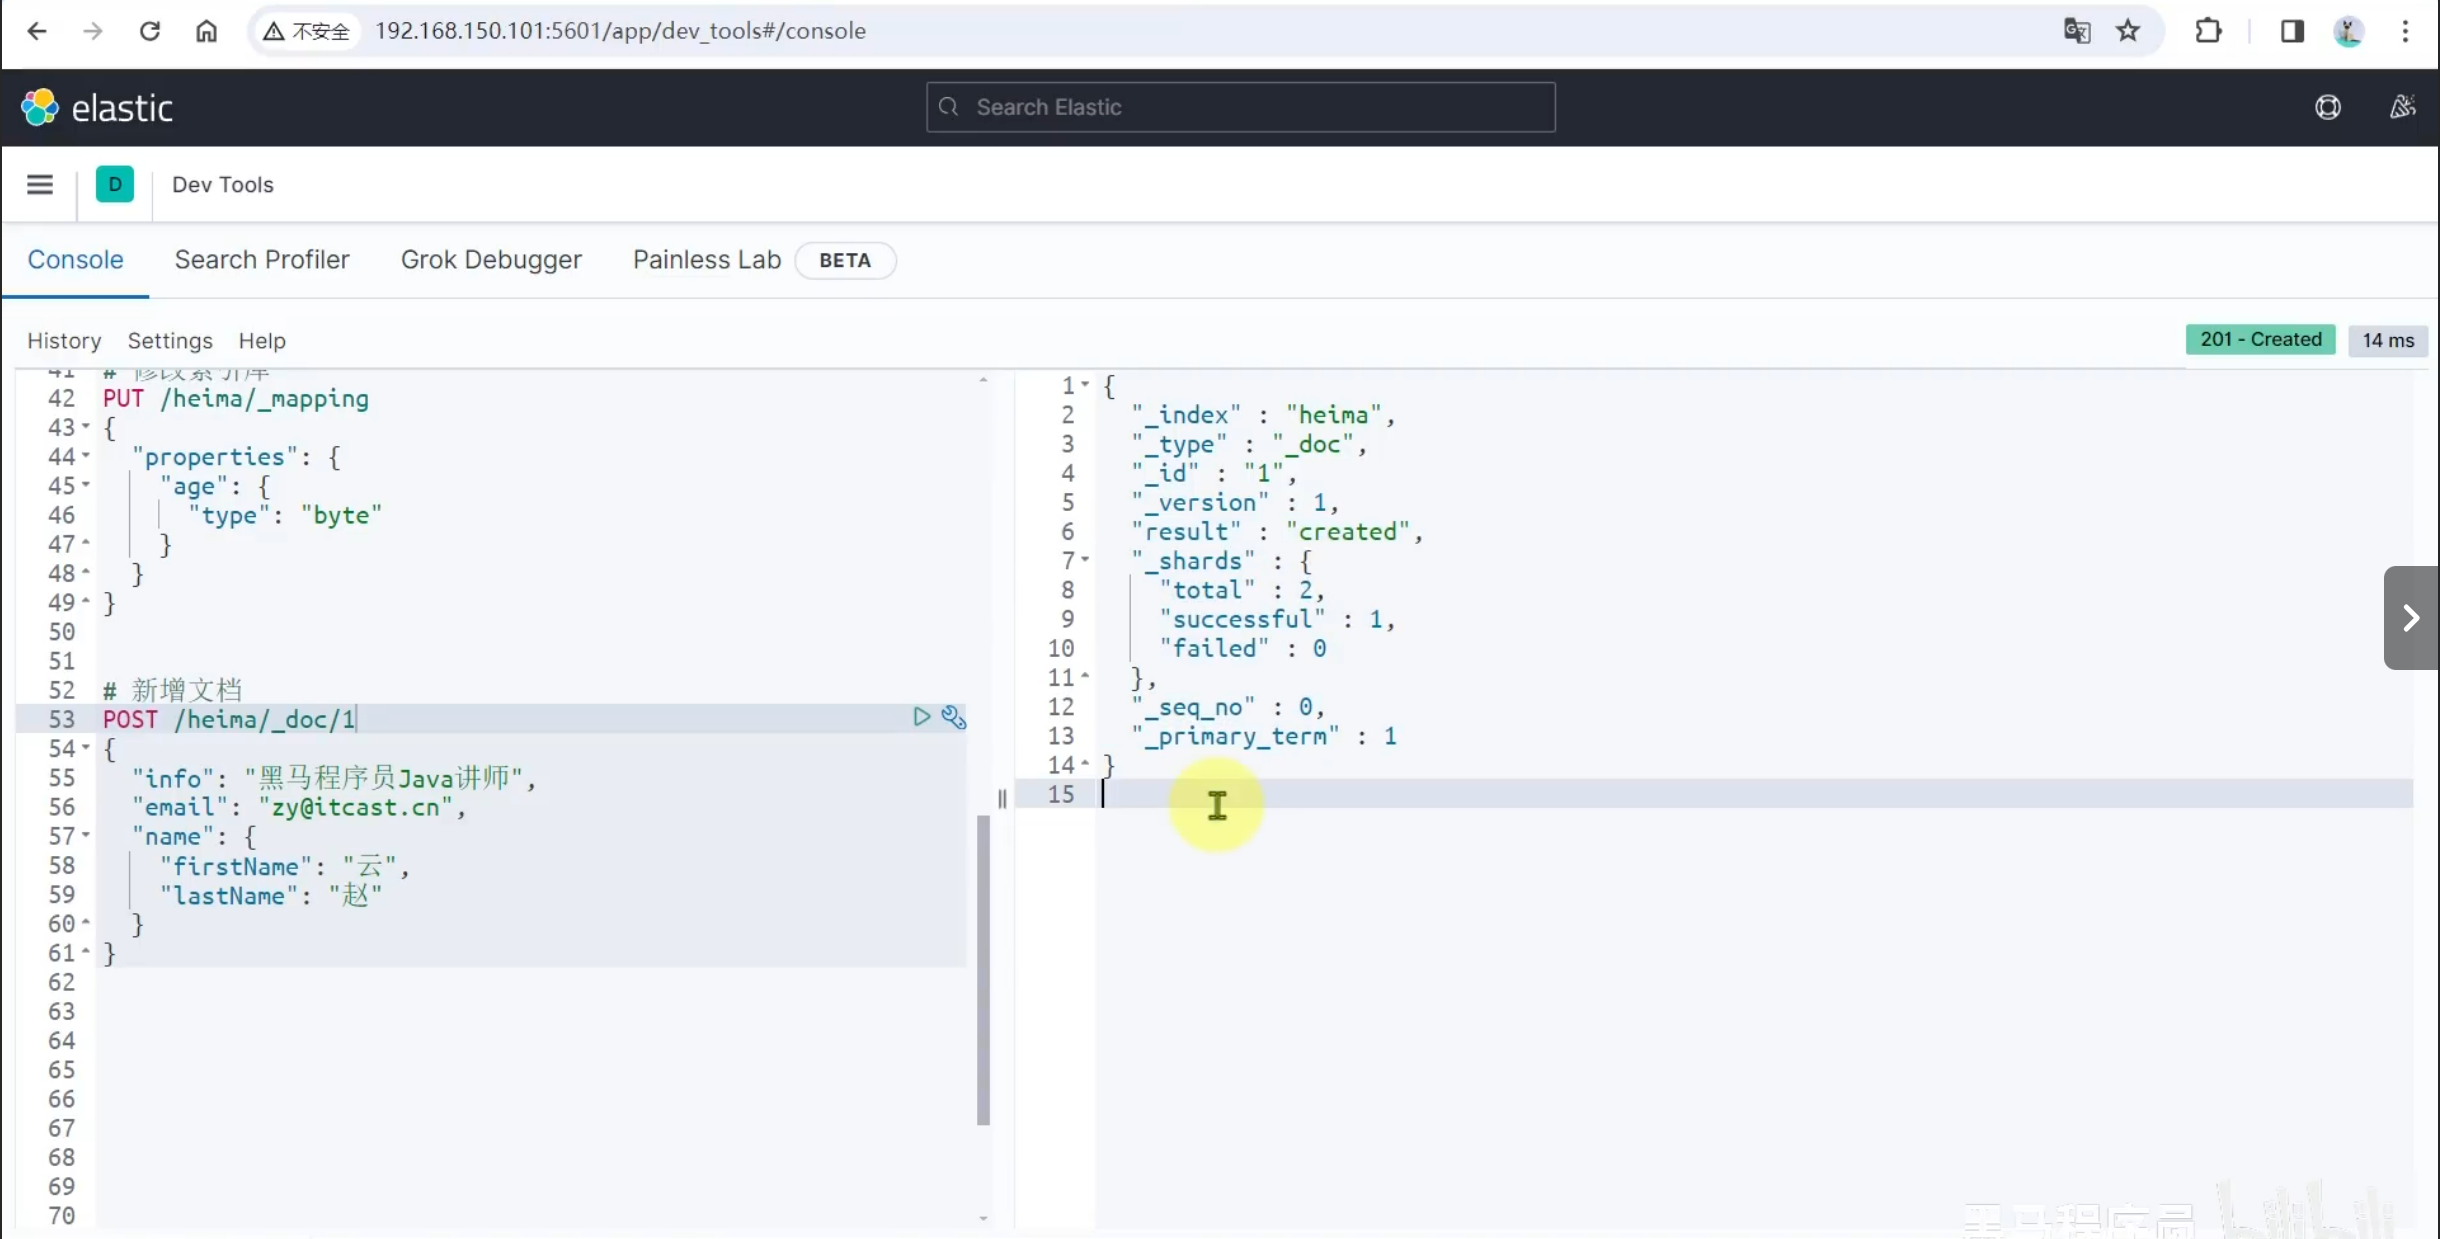 不安全 192.168.150.101:5601/app/dev_tools#/console
elastic
Search Elastic
D Dev Tools
Console Search Profiler Grok Debugger Painless Lab BETA
History Settings Help
201 - Created 14 ms
41 # 修改索引库
42 PUT /heima/_mapping
43 {
44 "properties": {
45 "age": {
46 "type": "byte"
47 }
48 }
49 }
50
51
52 # 新增文档
53 POST /heima/_doc/1
54 {
55 "info": "黑马程序员Java讲师",
56 "email": "zy@itcast.cn",
57 "name": {
58 "firstName": "云",
59 "lastName": "赵"
60 }
61 }
62
63
64
65
66
67
68
69
70
1 {
2 "_index" : "heima",
3 "_type" : "_doc",
4 "_id" : "1",
5 "_version" : 1,
6 "result" : "created",
7 "_shards" : {
8 "total" : 2,
9 "successful" : 1,
10 "failed" : 0
11 },
12 "_seq_no" : 0,
13 "_primary_term" : 1
14 }
15
黑马程序员 bilibili